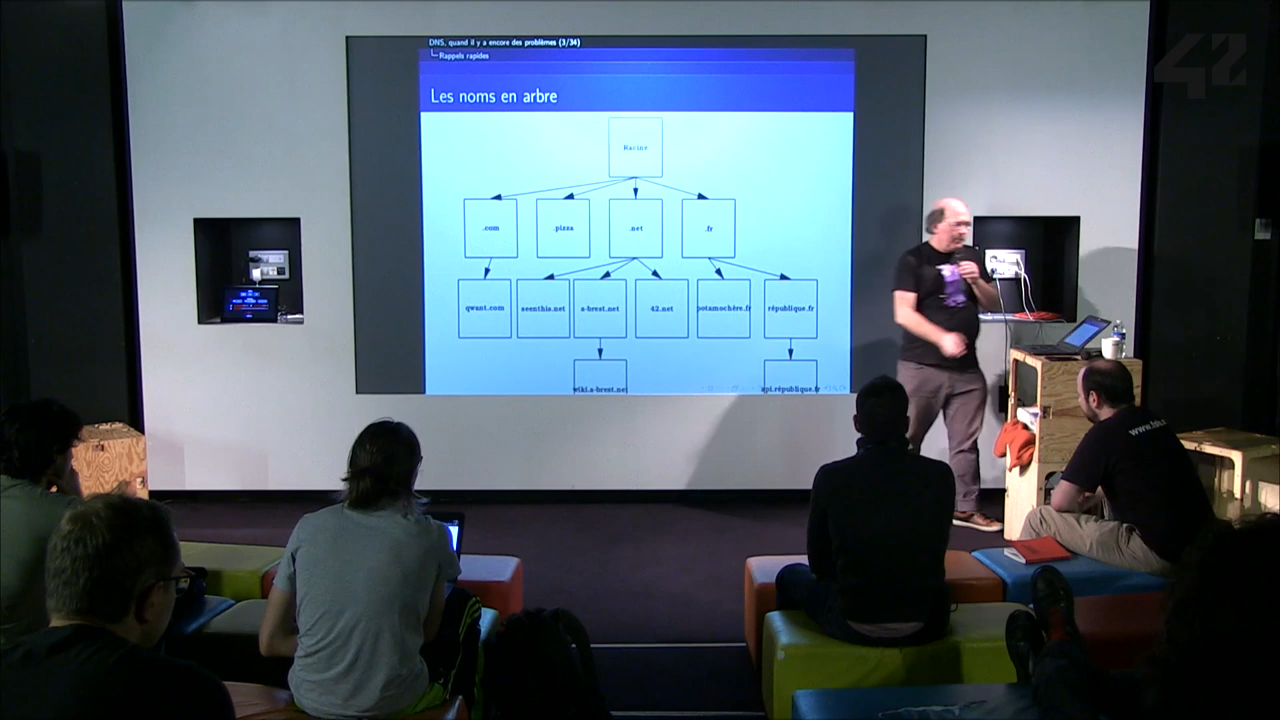 DNS, quand il y a encore des problèmes (3/34)
Rappels rapides
Les noms en arbre
Racine
.com
.pizza
.net
.fr
qwant.com
seenthis.net
a-brest.net
42.net
potamochère.fr
république.fr
wiki.a-brest.net
api.république.fr
42